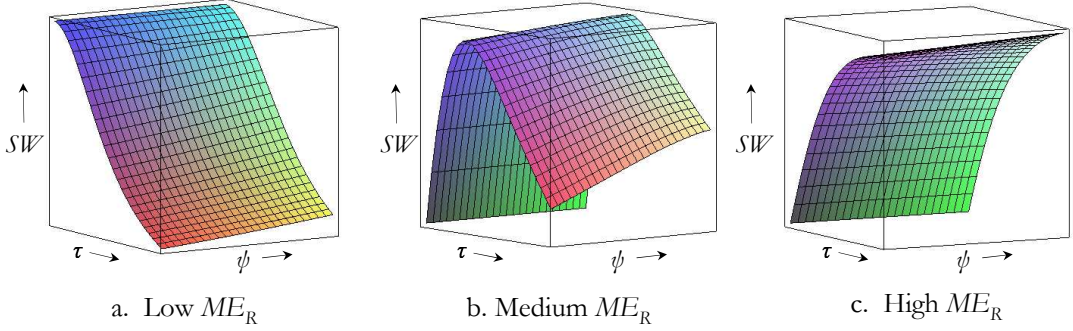 SW
τ
ψ
SW
τ
ψ
SW
τ
ψ
a. Low ME_R
b. Medium ME_R
c. High ME_R